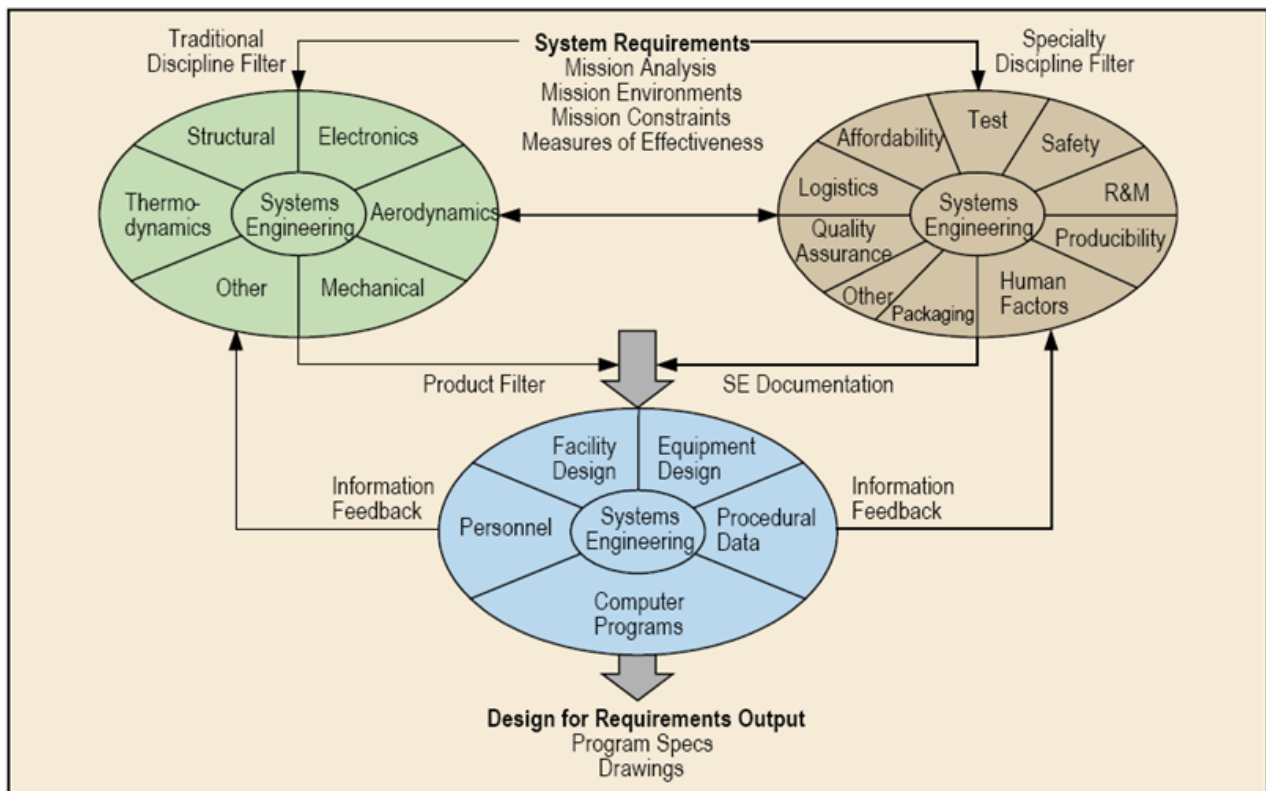 Traditional
Discipline Filter
System Requirements
Mission Analysis
Mission Environments
Mission Constraints
Measures of Effectiveness
Specialty
Discipline Filter
Structural
Electronics
Thermo-
dynamics
Systems
Engineering
Aerodynamics
Other
Mechanical
Affordability
Test
Safety
Logistics
Systems
Engineering
R&M
Quality
Assurance
Producibility
Other
Packaging
Human
Factors
Product Filter
SE Documentation
Information
Feedback
Facility
Design
Equipment
Design
Personnel
Systems
Engineering
Procedural
Data
Computer
Programs
Information
Feedback
Design for Requirements Output
Program Specs
Drawings